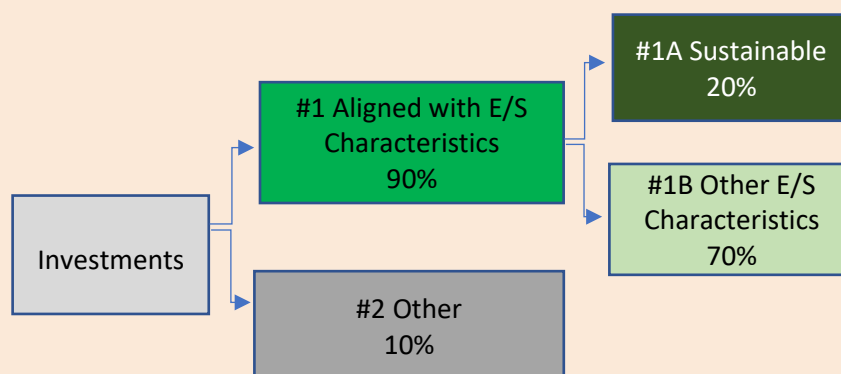 Investments
#1 Aligned with E/S
Characteristics
90%
#2 Other
10%
#1A Sustainable
20%
#1B Other E/S
Characteristics
70%